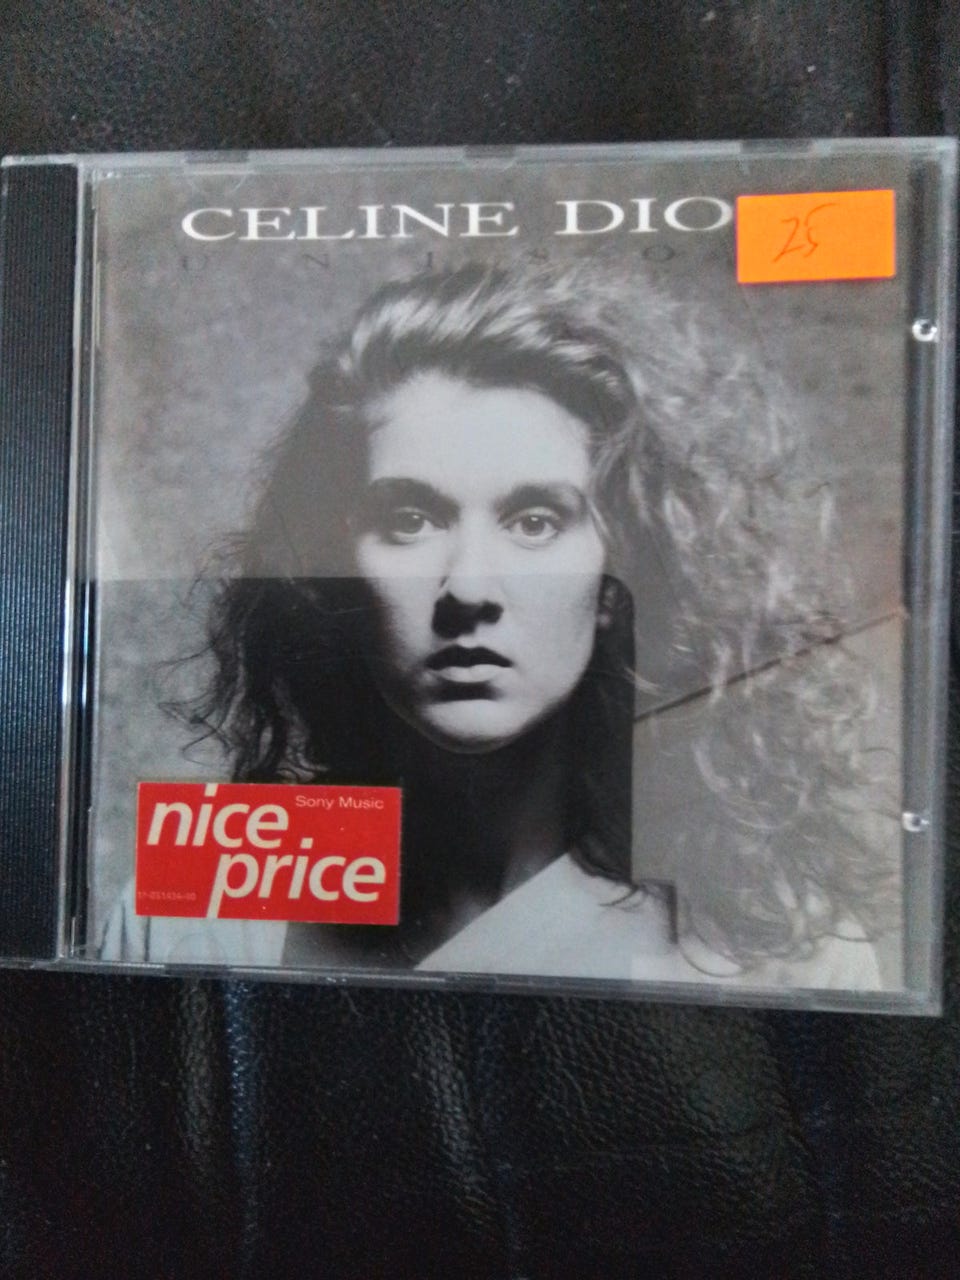 CELINE DIO
25
U N I S O
nice
Sony Music
price